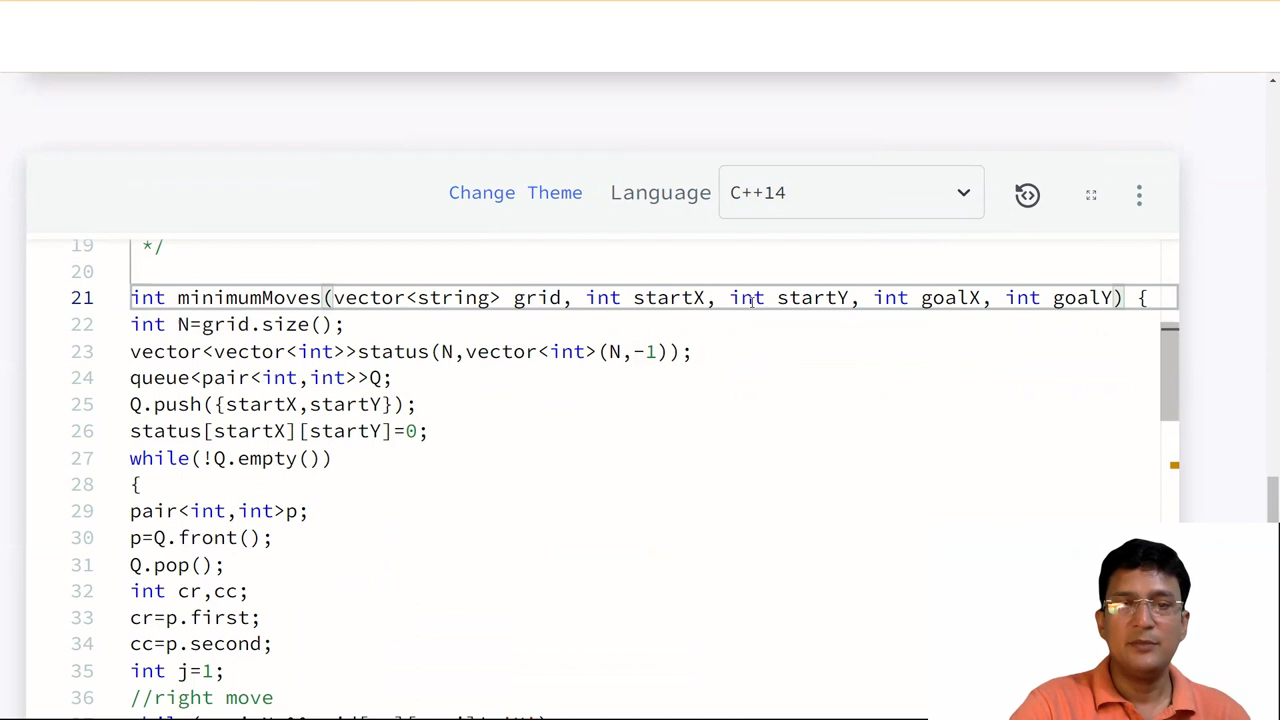 Change Theme Language C++14
19 */
20
21 int minimumMoves(vector<string> grid, int startX, int startY, int goalX, int goalY) {
22 int N=grid.size();
23 vector<vector<int>>status(N,vector<int>(N,-1));
24 queue<pair<int,int>>Q;
25 Q.push({startX,startY});
26 status[startX][startY]=0;
27 while(!Q.empty())
28 {
29 pair<int,int>p;
30 p=Q.front();
31 Q.pop();
32 int cr,cc;
33 cr=p.first;
34 cc=p.second;
35 int j=1;
36 //right move